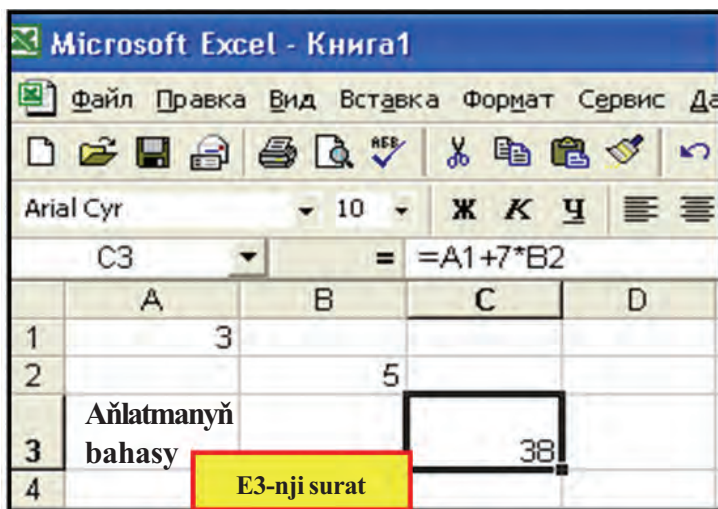 Microsoft Excel - Книга1
Файл Правка Вид Вставка Формат Сервис Да
Arial Cyr 10 Ж К Ч
C3 = =A1+7*B2
A B C D
1 3
2 5
Aňlatmanyň
3 bahasy 38
4 E3-nji surat